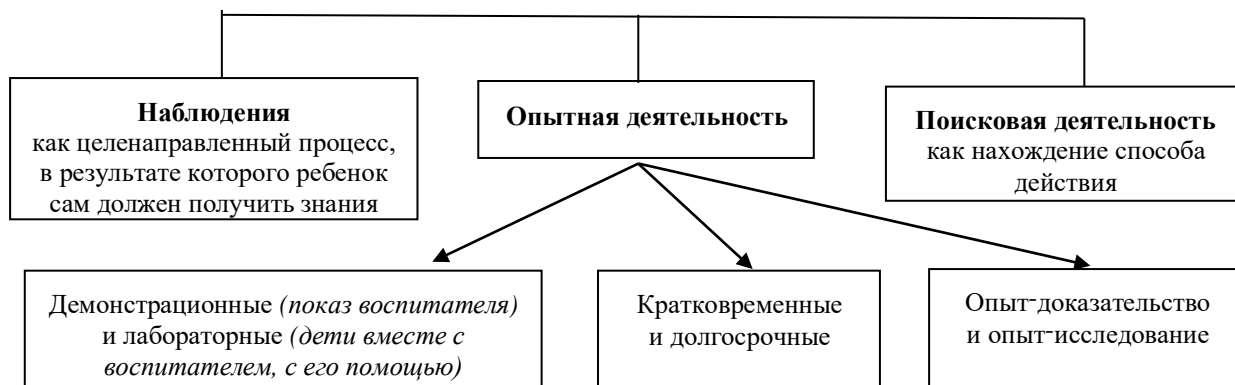 Наблюдения
как целенаправленный процесс,
в результате которого ребенок
сам должен получить знания
Опытная деятельность
Поисковая деятельность
как нахождение способа
действия
Демонстрационные (показ воспитателя)
и лабораторные (дети вместе с
воспитателем, с его помощью)
Кратковременные
и долгосрочные
Опыт-доказательство
и опыт-исследование